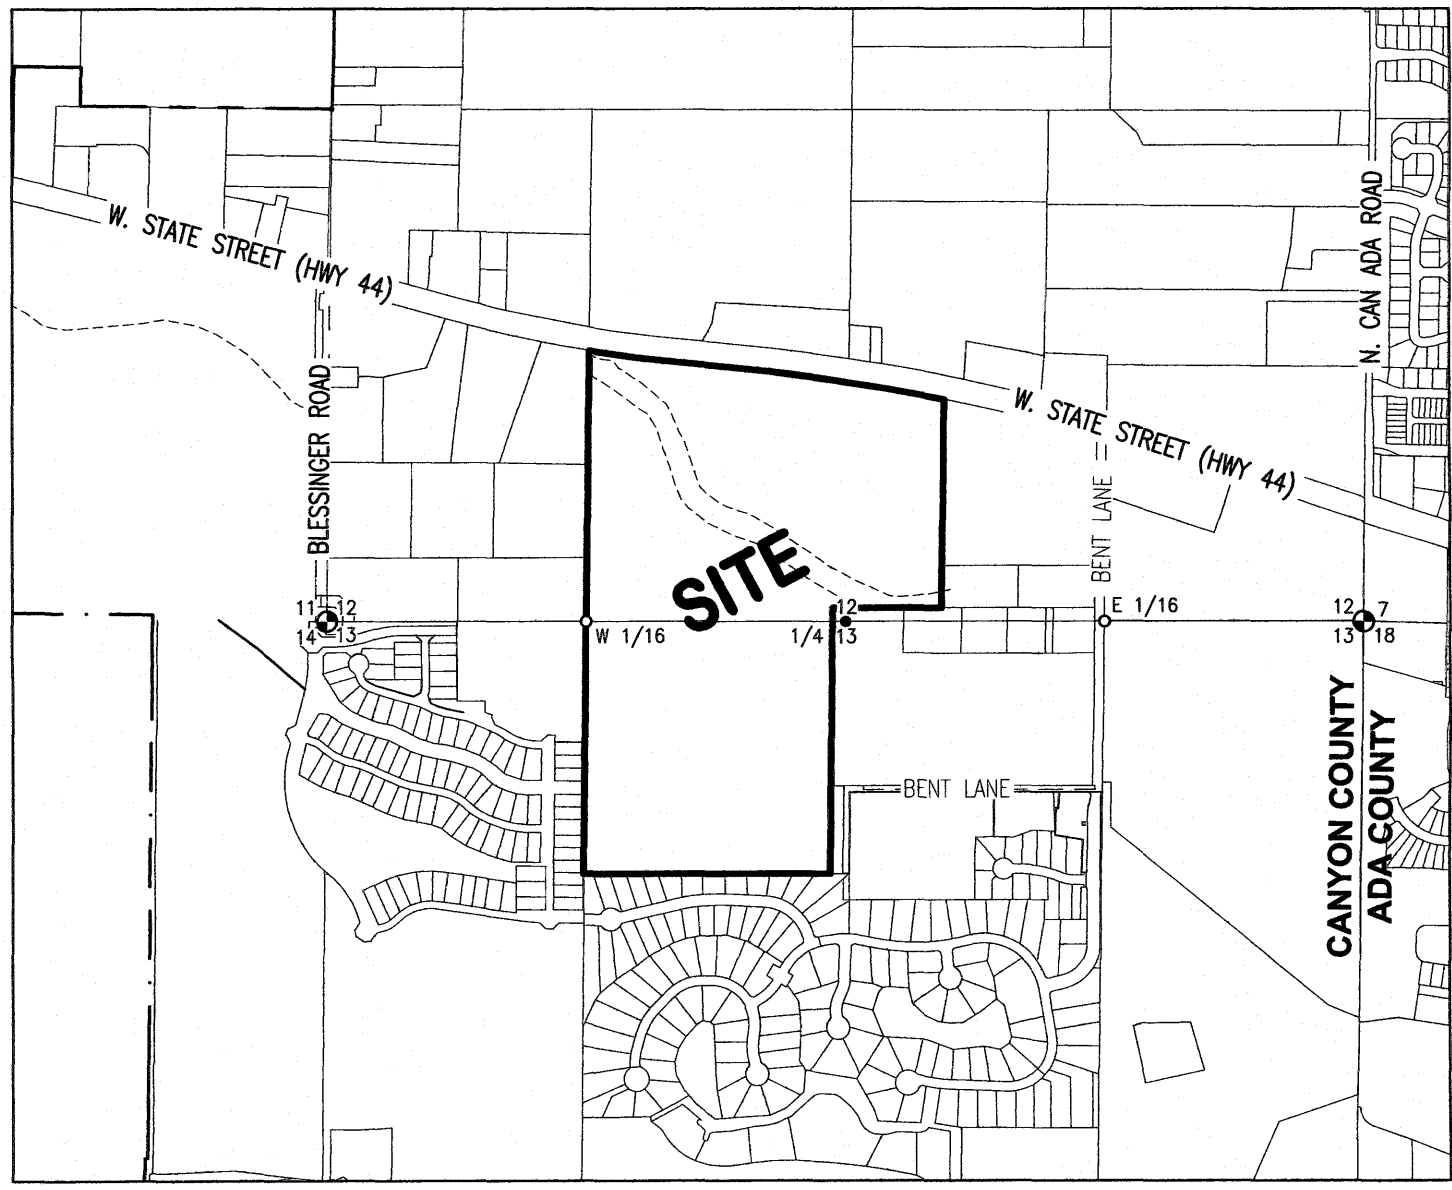 W. STATE STREET (HWY 44)
N. CAN ADA ROAD
BLESSINGER ROAD
W. STATE STREET (HWY 44)
BENT LANE
SITE
11 12
14 13
W 1/16
12
1/4 13
E 1/16
12 7
13 18
CANYON COUNTY
ADA COUNTY
BENT LANE